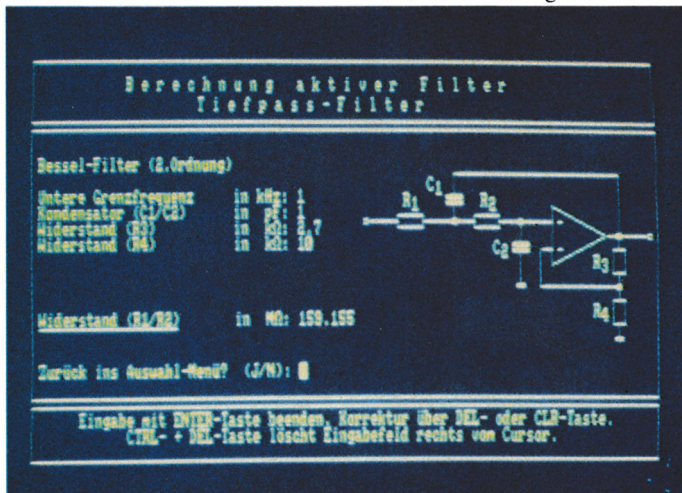 Berechnung aktiver Filter
Tiefpass-Filter
Bessel-Filter (2.Ordnung)
Untere Grenzfrequenz in kHz: 1
Kondensator (C1/C2) in pF: 1
Widerstand (R3) in kΩ: 2,7
Widerstand (R4) in kΩ: 10
C1
R1
R2
C2
R3
R4
Widerstand (R1/R2) in MΩ: 159.155
Zurück ins Auswahl-Menü? (J/N):
Eingabe mit ENTER-Taste beenden, Korrektur über DEL- oder CLR-Taste.
CTRL- + DEL-Taste löscht Eingabefeld rechts vom Cursor.